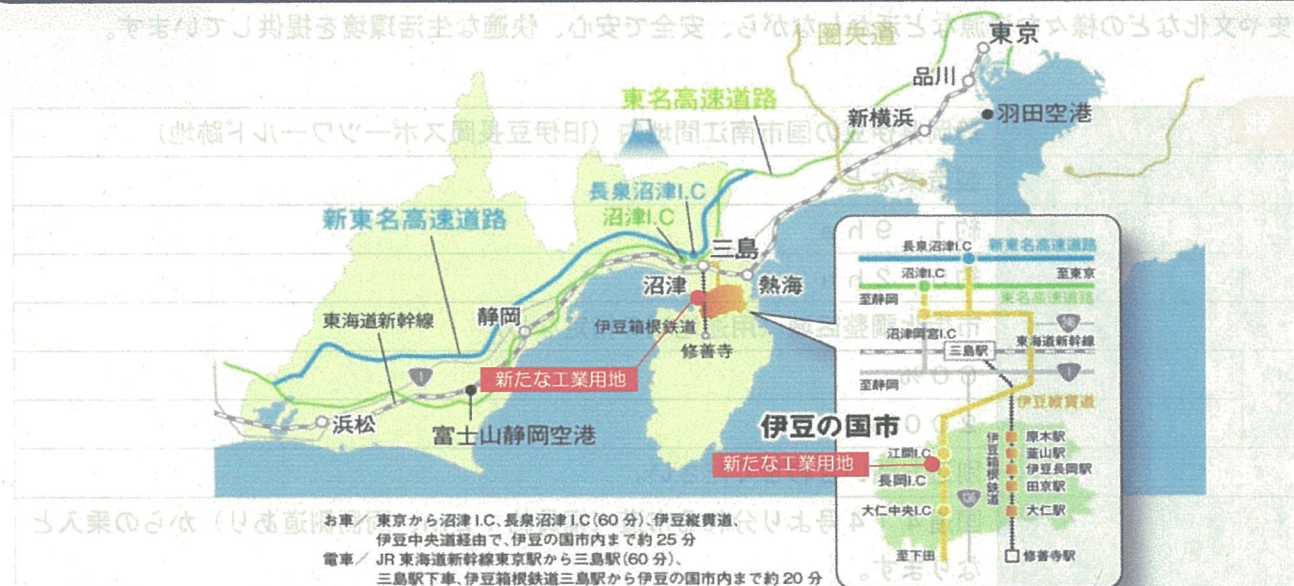 圏央道
東京
品川
東名高速道路
新横浜
羽田空港
長泉沼津I.C
沼津I.C
新東名高速道路
三島
沼津
熱海
静岡
東海道新幹線
伊豆箱根鉄道
修善寺
新たな工業用地
1
浜松
富士山静岡空港
長泉沼津I.C
新東名高速道路
沼津I.C
至東京
至静岡
東名高速道路
沼津岡宮I.C
246
三島駅
東海道新幹線
至静岡
1
伊豆縦貫道
伊豆の国市
江間I.C
新たな工業用地
長岡I.C
伊豆箱根鉄道
原木駅
韮山駅
伊豆長岡駅
田京駅
大仁中央I.C
136
大仁駅
至下田
修善寺駅
お車/ 東京から沼津I.C、長泉沼津I.C(60分)、伊豆縦貫道、
伊豆中央道経由で、伊豆の国市内まで約25分
電車/ JR東海道新幹線東京駅から三島駅(60分)、
三島駅下車、伊豆箱根鉄道三島駅から伊豆の国市内まで約20分